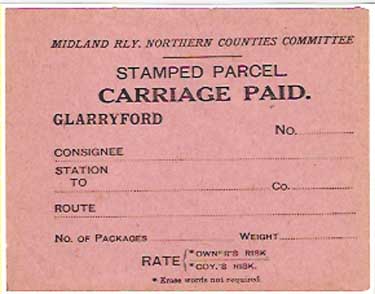 MIDLAND RLY. NORTHERN COUNTIES COMMITTEE
STAMPED PARCEL.
CARRIAGE PAID.
GLARRYFORD
No.
CONSIGNEE
STATION
TO Co.
ROUTE
No. of Packages Weight
RATE { *OWNER'S RISK
*COY.'S RISK.
* Erase words not required.